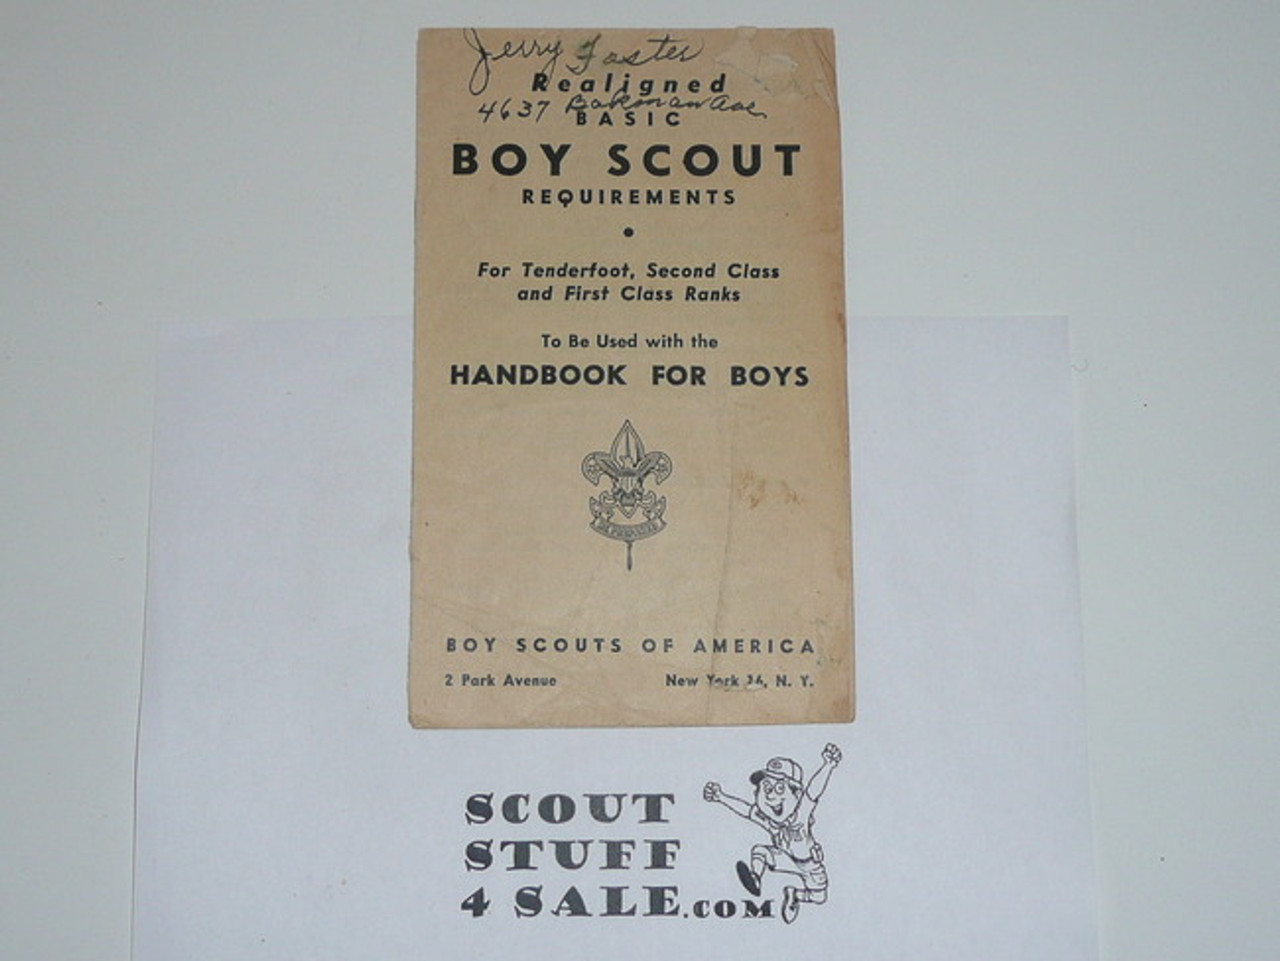 Jerry Foster
Realigned
4637 Bakman Ave.
BASIC
BOY SCOUT
REQUIREMENTS
For Tenderfoot, Second Class
and First Class Ranks
To Be Used with the
HANDBOOK FOR BOYS
BOY SCOUTS OF AMERICA
2 Park Avenue New York 16, N. Y.
SCOUT
STUFF
4 SALE.COM